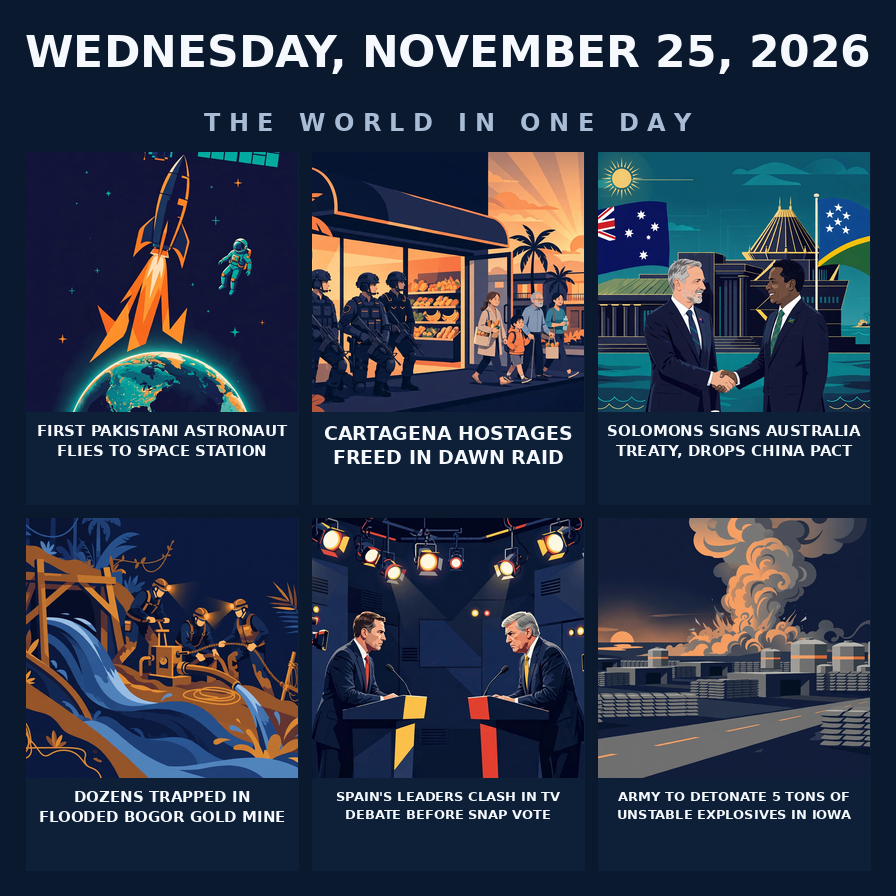 WEDNESDAY, NOVEMBER 25, 2026
THE WORLD IN ONE DAY
FIRST PAKISTANI ASTRONAUT
FLIES TO SPACE STATION
CARTAGENA HOSTAGES
FREED IN DAWN RAID
SOLOMONS SIGNS AUSTRALIA
TREATY, DROPS CHINA PACT
DOZENS TRAPPED IN
FLOODED BOGOR GOLD MINE
SPAIN'S LEADERS CLASH IN TV
DEBATE BEFORE SNAP VOTE
ARMY TO DETONATE 5 TONS OF
UNSTABLE EXPLOSIVES IN IOWA